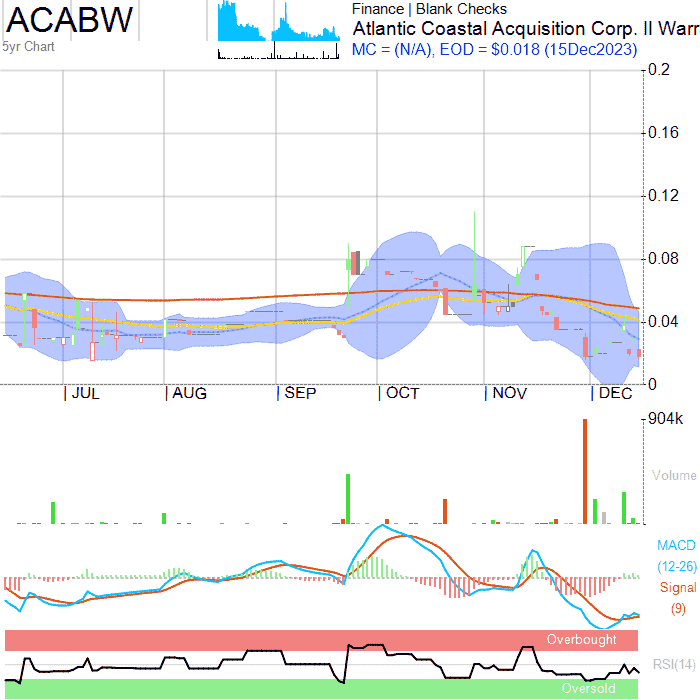 ACABW
5yr Chart
Finance | Blank Checks
Atlantic Coastal Acquisition Corp. II Warr
MC = (N/A), EOD = $0.018 (15Dec2023)
0.2
0.16
0.12
0.08
0.04
0
JUL
AUG
SEP
OCT
NOV
DEC
904k
Volume
MACD
(12-26)
Signal
(9)
Overbought
RSI(14)
Oversold